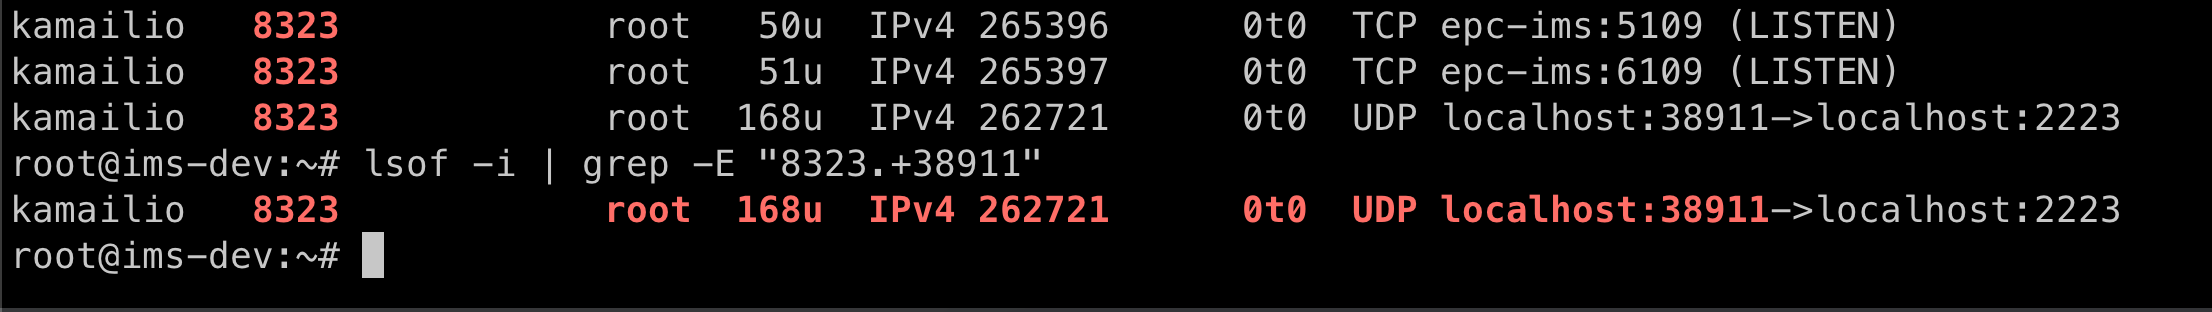 kamailio   8323            root   50u  IPv4 265396      0t0  TCP epc-ims:5109 (LISTEN)
kamailio   8323            root   51u  IPv4 265397      0t0  TCP epc-ims:6109 (LISTEN)
kamailio   8323            root  168u  IPv4 262721      0t0  UDP localhost:38911->localhost:2223
root@ims-dev:~# lsof -i | grep -E "8323.+38911"
kamailio   8323            root  168u  IPv4 262721      0t0  UDP localhost:38911->localhost:2223
root@ims-dev:~#